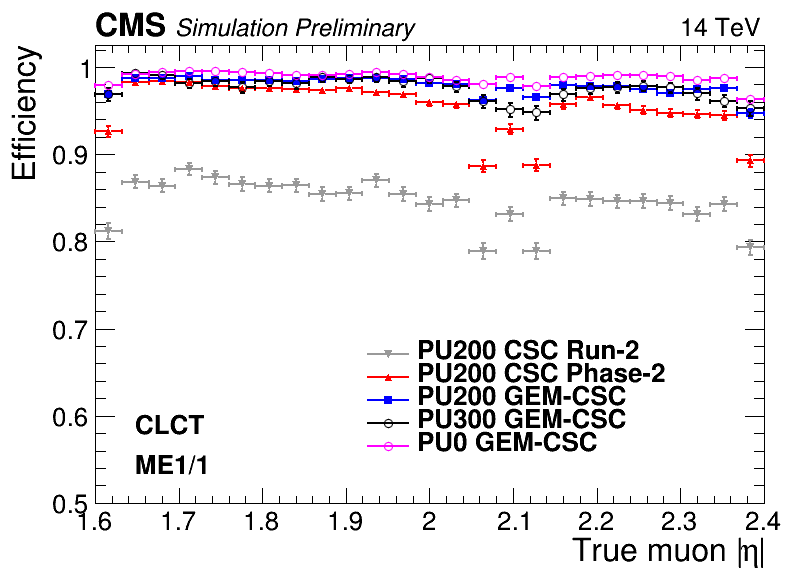 CMS Simulation Preliminary 14 TeV
Efficiency
1
0.9
0.8
0.7
0.6
0.5
PU200 CSC Run-2
PU200 CSC Phase-2
PU200 GEM-CSC
PU300 GEM-CSC
PU0 GEM-CSC
CLCT
ME1/1
1.6 1.7 1.8 1.9 2 2.1 2.2 2.3 2.4
True muon |η|